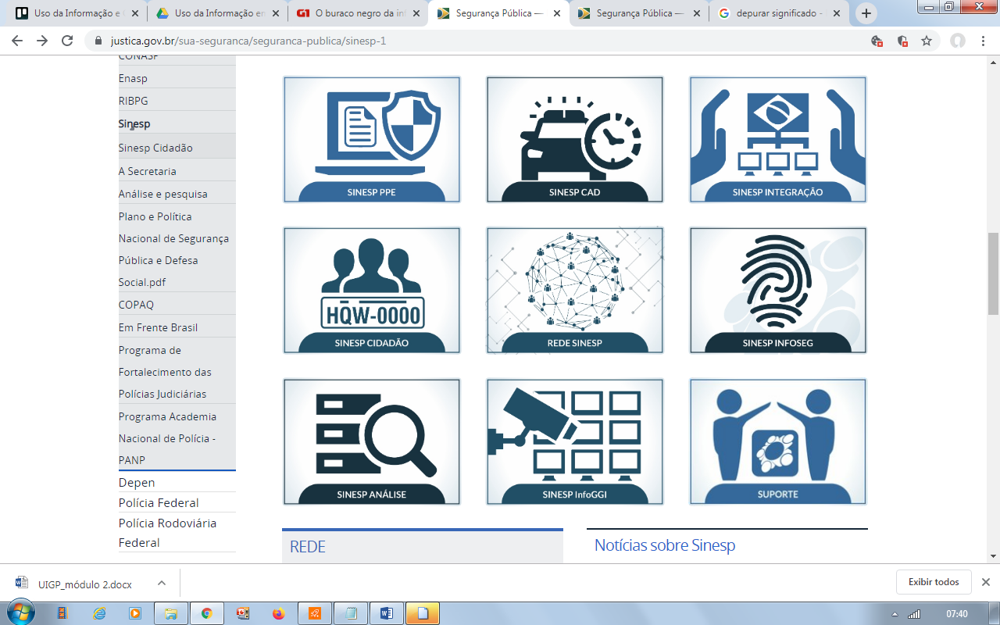 Uso da Informação e
Uso da Informação em
G1
O buraco negro da in
Segurança Pública —
Segurança Pública —
depurar significado -
justica.gov.br/sua-seguranca/seguranca-publica/sinesp-1
CONASP
Enasp
RIBPG
Sinesp
Sinesp Cidadão
A Secretaria
Análise e pesquisa
Plano e Política
Nacional de Segurança
Pública e Defesa
Social.pdf
COPAQ
Em Frente Brasil
Programa de
Fortalecimento das
Polícias Judiciárias
Programa Academia
Nacional de Polícia -
PANP
Depen
Polícia Federal
Polícia Rodoviária
Federal
SINESP PPE
SINESP CAD
SINESP INTEGRAÇÃO
HQW-0000
SINESP CIDADÃO
REDE SINESP
SINESP INFOSEG
SINESP ANÁLISE
SINESP InfoGGI
SUPORTE
REDE
Notícias sobre Sinesp
UIGP_módulo 2.docx
Exibir todos
07:40